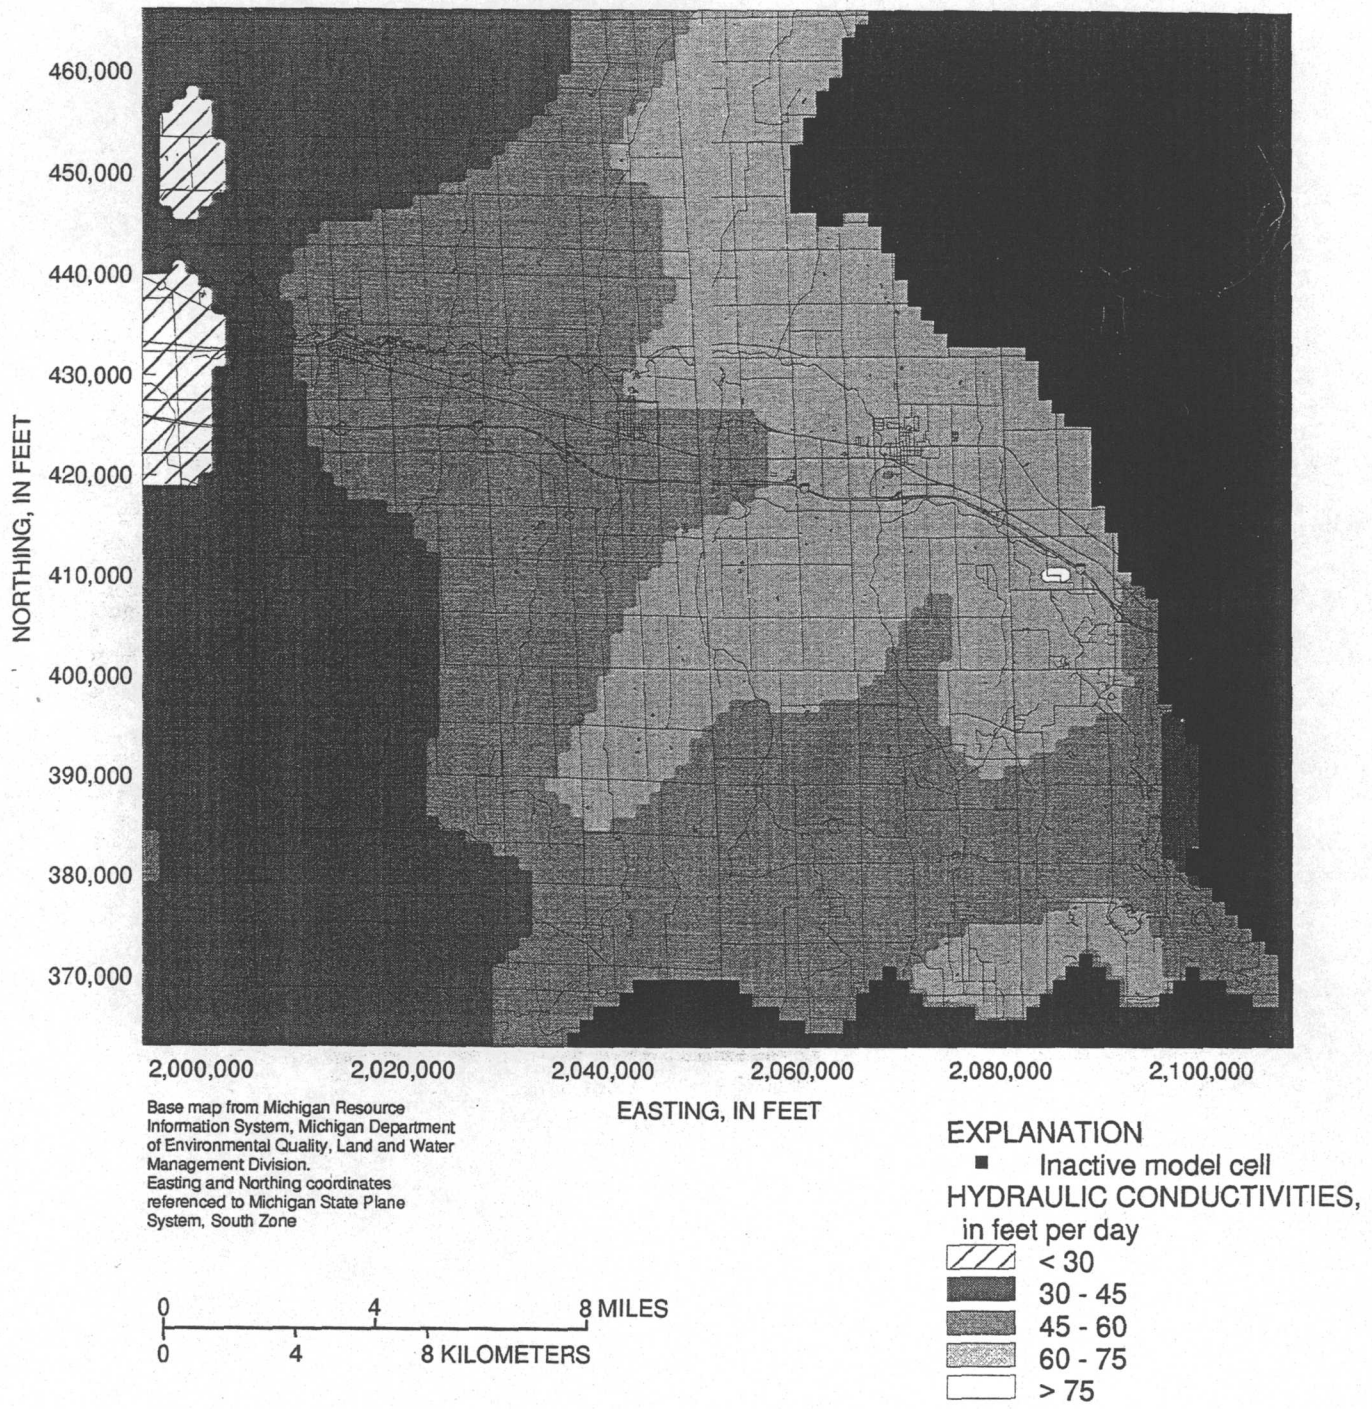 460,000
450,000
440,000
430,000
420,000
410,000
400,000
390,000
380,000
370,000
NORTHING, IN FEET
2,000,000 2,020,000 2,040,000 2,060,000 2,080,000 2,100,000
EASTING, IN FEET
Base map from Michigan Resource
Information System, Michigan Department
of Environmental Quality, Land and Water
Management Division.
Easting and Northing coordinates
referenced to Michigan State Plane
System, South Zone
0 4 8 MILES
0 4 8 KILOMETERS
EXPLANATION
Inactive model cell
HYDRAULIC CONDUCTIVITIES,
in feet per day
< 30
30 - 45
45 - 60
60 - 75
> 75